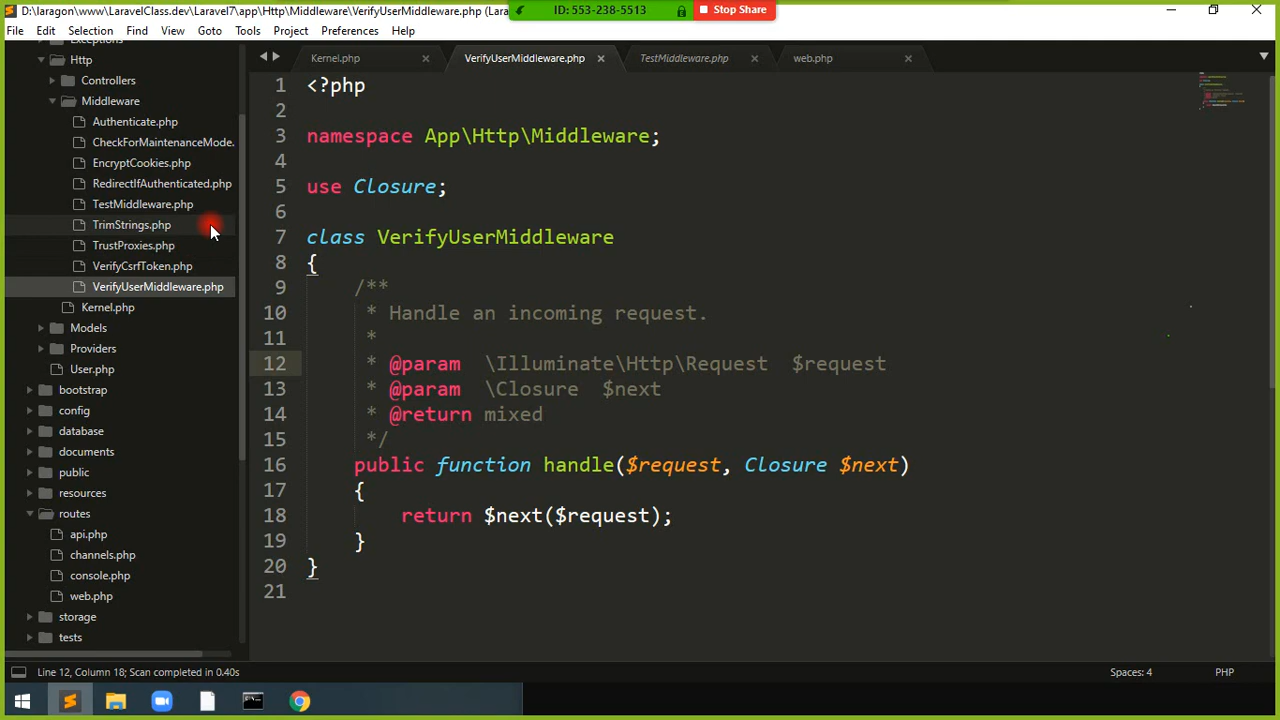 D:\laragon\www\LaravelClass.dev\Laravel7\app\Http\Middleware\VerifyUserMiddleware.php (Lara
ID: 553-238-5513
Stop Share
File Edit Selection Find View Goto Tools Project Preferences Help
Exceptions
Http
Controllers
Middleware
Authenticate.php
CheckForMaintenanceMode.
EncryptCookies.php
RedirectIfAuthenticated.php
TestMiddleware.php
TrimStrings.php
TrustProxies.php
VerifyCsrfToken.php
VerifyUserMiddleware.php
Kernel.php
Models
Providers
User.php
bootstrap
config
database
documents
public
resources
routes
api.php
channels.php
console.php
web.php
storage
tests
Kernel.php VerifyUserMiddleware.php TestMiddleware.php web.php
1 <?php
2
3 namespace App\Http\Middleware;
4
5 use Closure;
6
7 class VerifyUserMiddleware
8 {
9 /**
10 * Handle an incoming request.
11 *
12 * @param \Illuminate\Http\Request $request
13 * @param \Closure $next
14 * @return mixed
15 */
16 public function handle($request, Closure $next)
17 {
18 return $next($request);
19 }
20 }
21
Line 12, Column 18; Scan completed in 0.40s
Spaces: 4
PHP